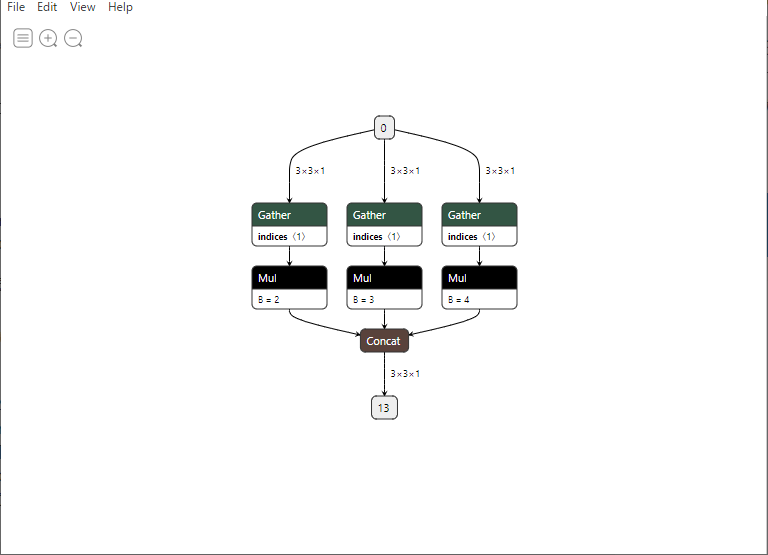 File Edit View Help
0
3×3×1 3×3×1 3×3×1
Gather Gather Gather
indices 〈1〉 indices 〈1〉 indices 〈1〉
Mul Mul Mul
B = 2 B = 3 B = 4
Concat
3×3×1
13